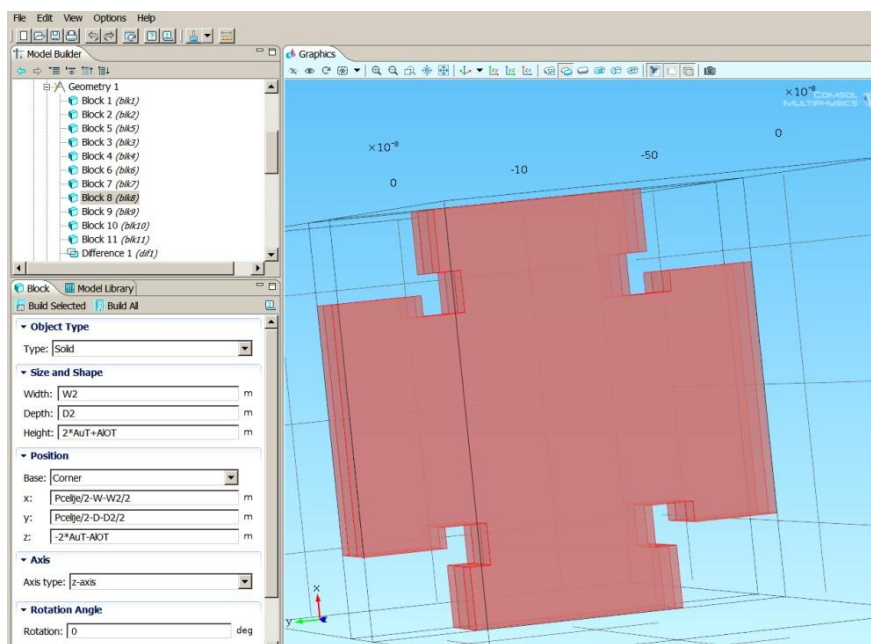 File Edit View Options Help
Model Builder
Geometry 1
Block 1 (blk1)
Block 2 (blk2)
Block 5 (blk5)
Block 3 (blk3)
Block 4 (blk4)
Block 6 (blk6)
Block 7 (blk7)
Block 8 (blk8)
Block 9 (blk9)
Block 10 (blk10)
Block 11 (blk11)
Difference 1 (dif1)
Block Model Library
Build Selected Build All
Object Type
Type: Solid
Size and Shape
Width: W2 m
Depth: D2 m
Height: 2*AuT+AlOT m
Position
Base: Corner
x: Pcelije/2-W-W2/2 m
y: Pcelije/2-D-D2/2 m
z: -2*AuT-AlOT m
Axis
Axis type: z-axis
Rotation Angle
Rotation: 0 deg
Graphics
COMSOL
MULTIPHYSICS
×10⁻⁸
0
-50
-10
×10⁻⁸
0
x
y